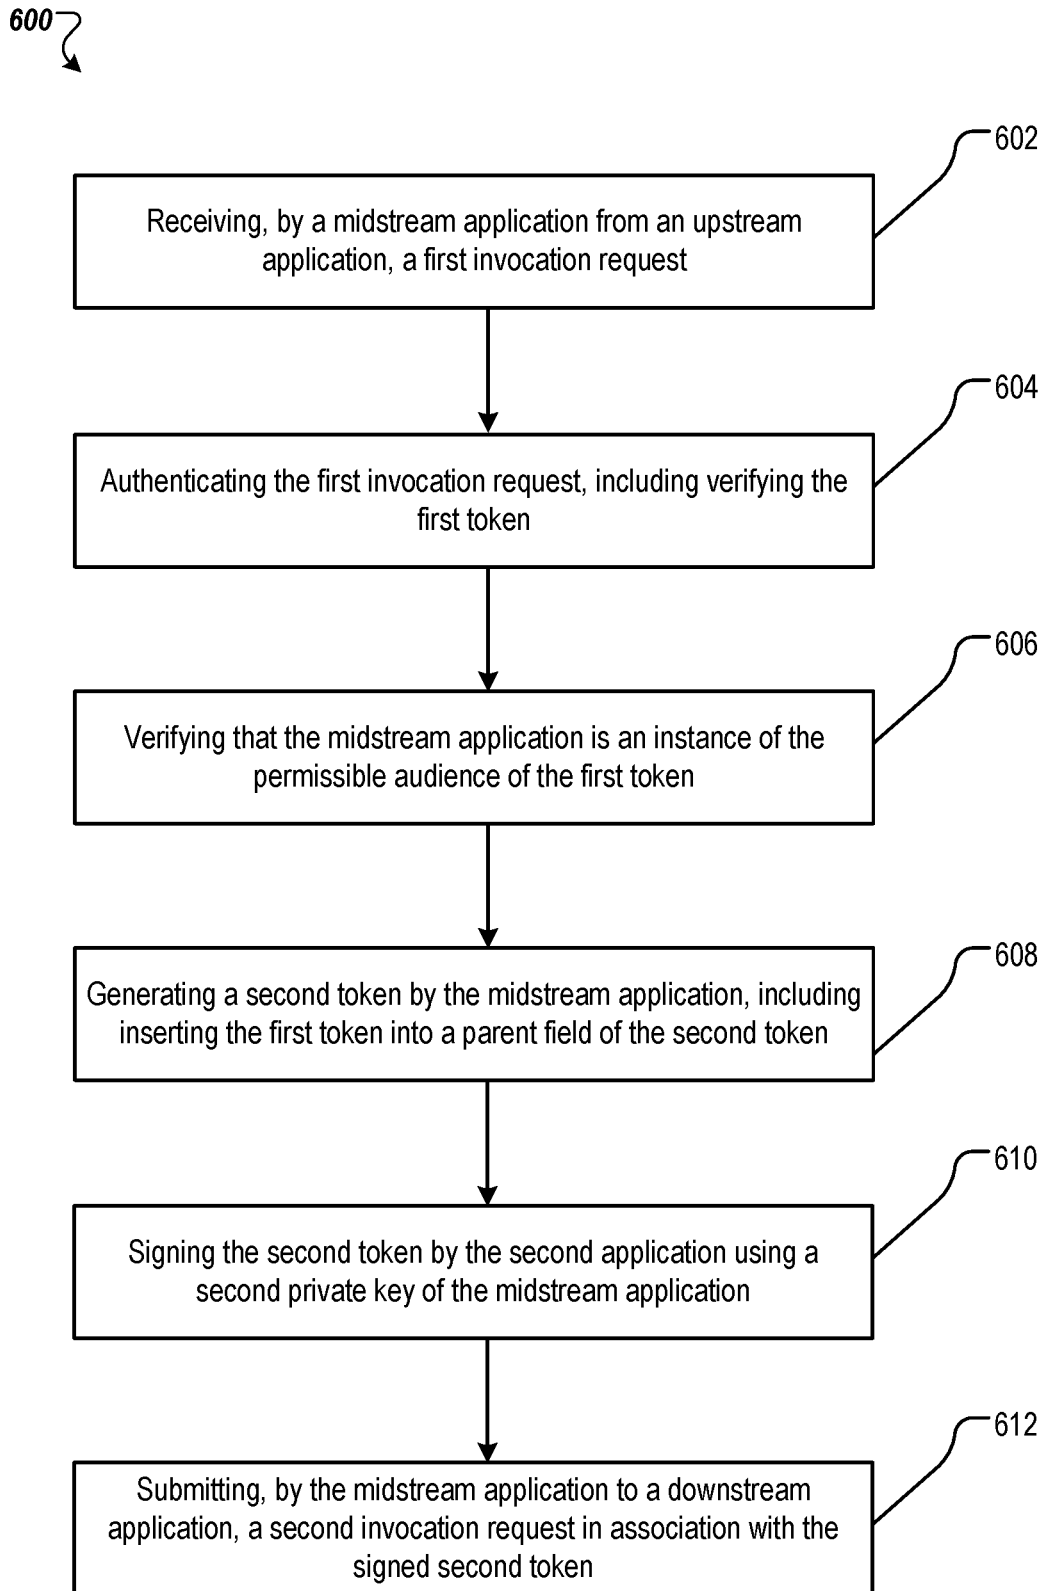 600
602
Receiving, by a midstream application from an upstream
application, a first invocation request
604
Authenticating the first invocation request, including verifying the
first token
606
Verifying that the midstream application is an instance of the
permissible audience of the first token
608
Generating a second token by the midstream application, including
inserting the first token into a parent field of the second token
610
Signing the second token by the second application using a
second private key of the midstream application
612
Submitting, by the midstream application to a downstream
application, a second invocation request in association with the
signed second token